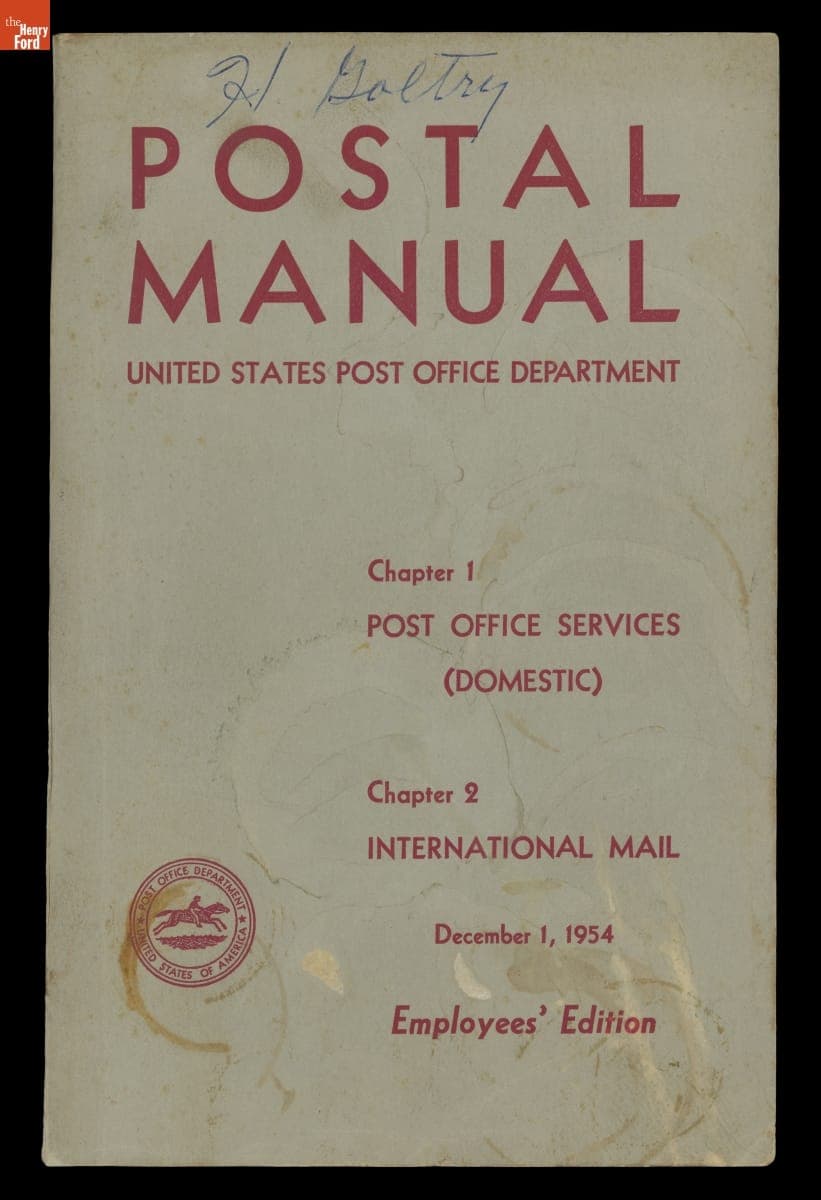 the
Henry
Ford
H Goltry
POSTAL
MANUAL
UNITED STATES POST OFFICE DEPARTMENT
Chapter 1
POST OFFICE SERVICES
(DOMESTIC)
Chapter 2
INTERNATIONAL MAIL
POST OFFICE DEPARTMENT
★ UNITED STATES OF AMERICA ★
December 1, 1954
Employees' Edition